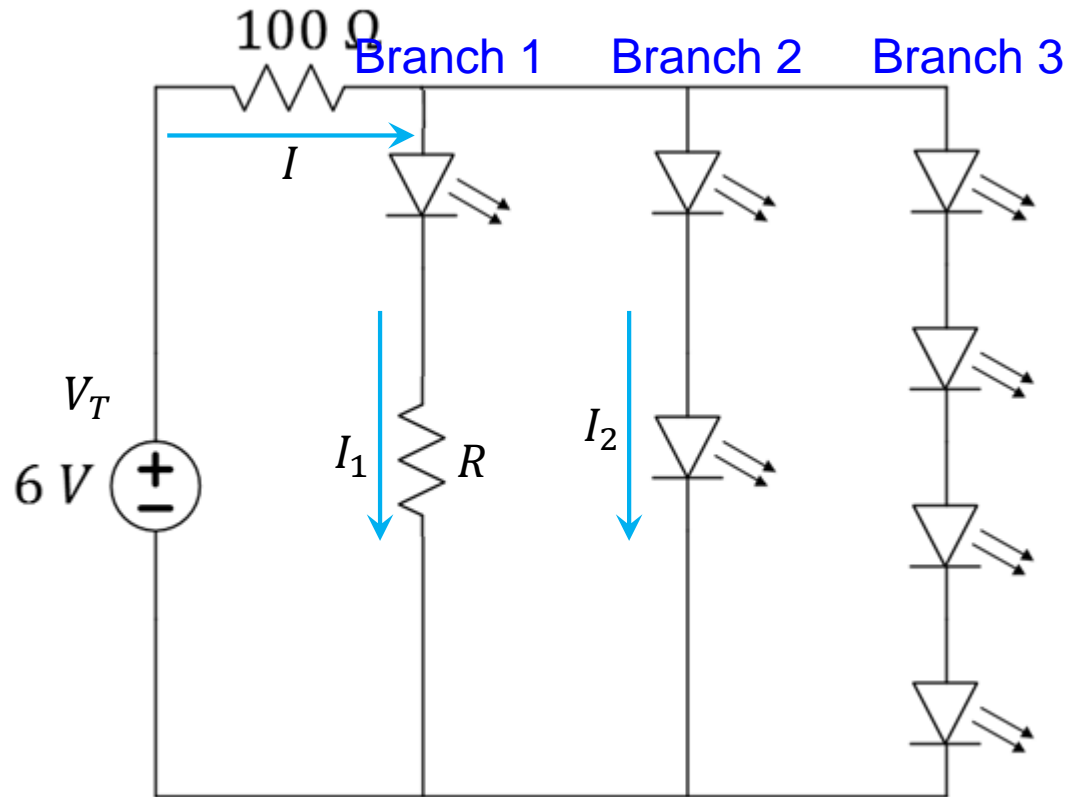 100 Ω
Branch 1
Branch 2
Branch 3
I
V_T
6 V
I_1
R
I_2